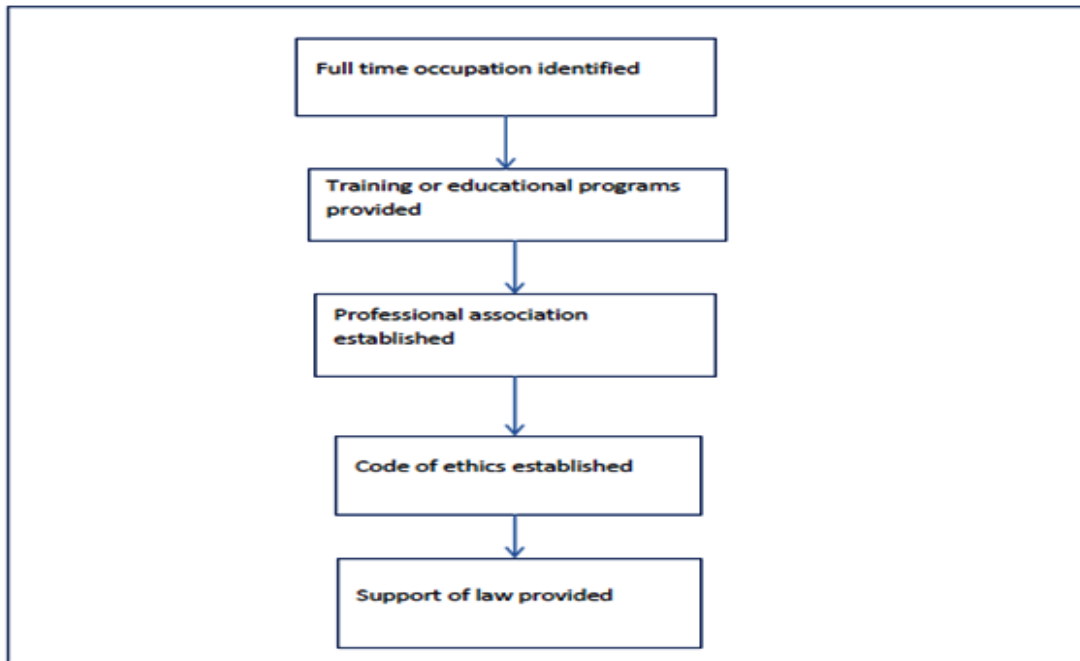 Full time occupation identified
Training or educational programs
provided
Professional association
established
Code of ethics established
Support of law provided